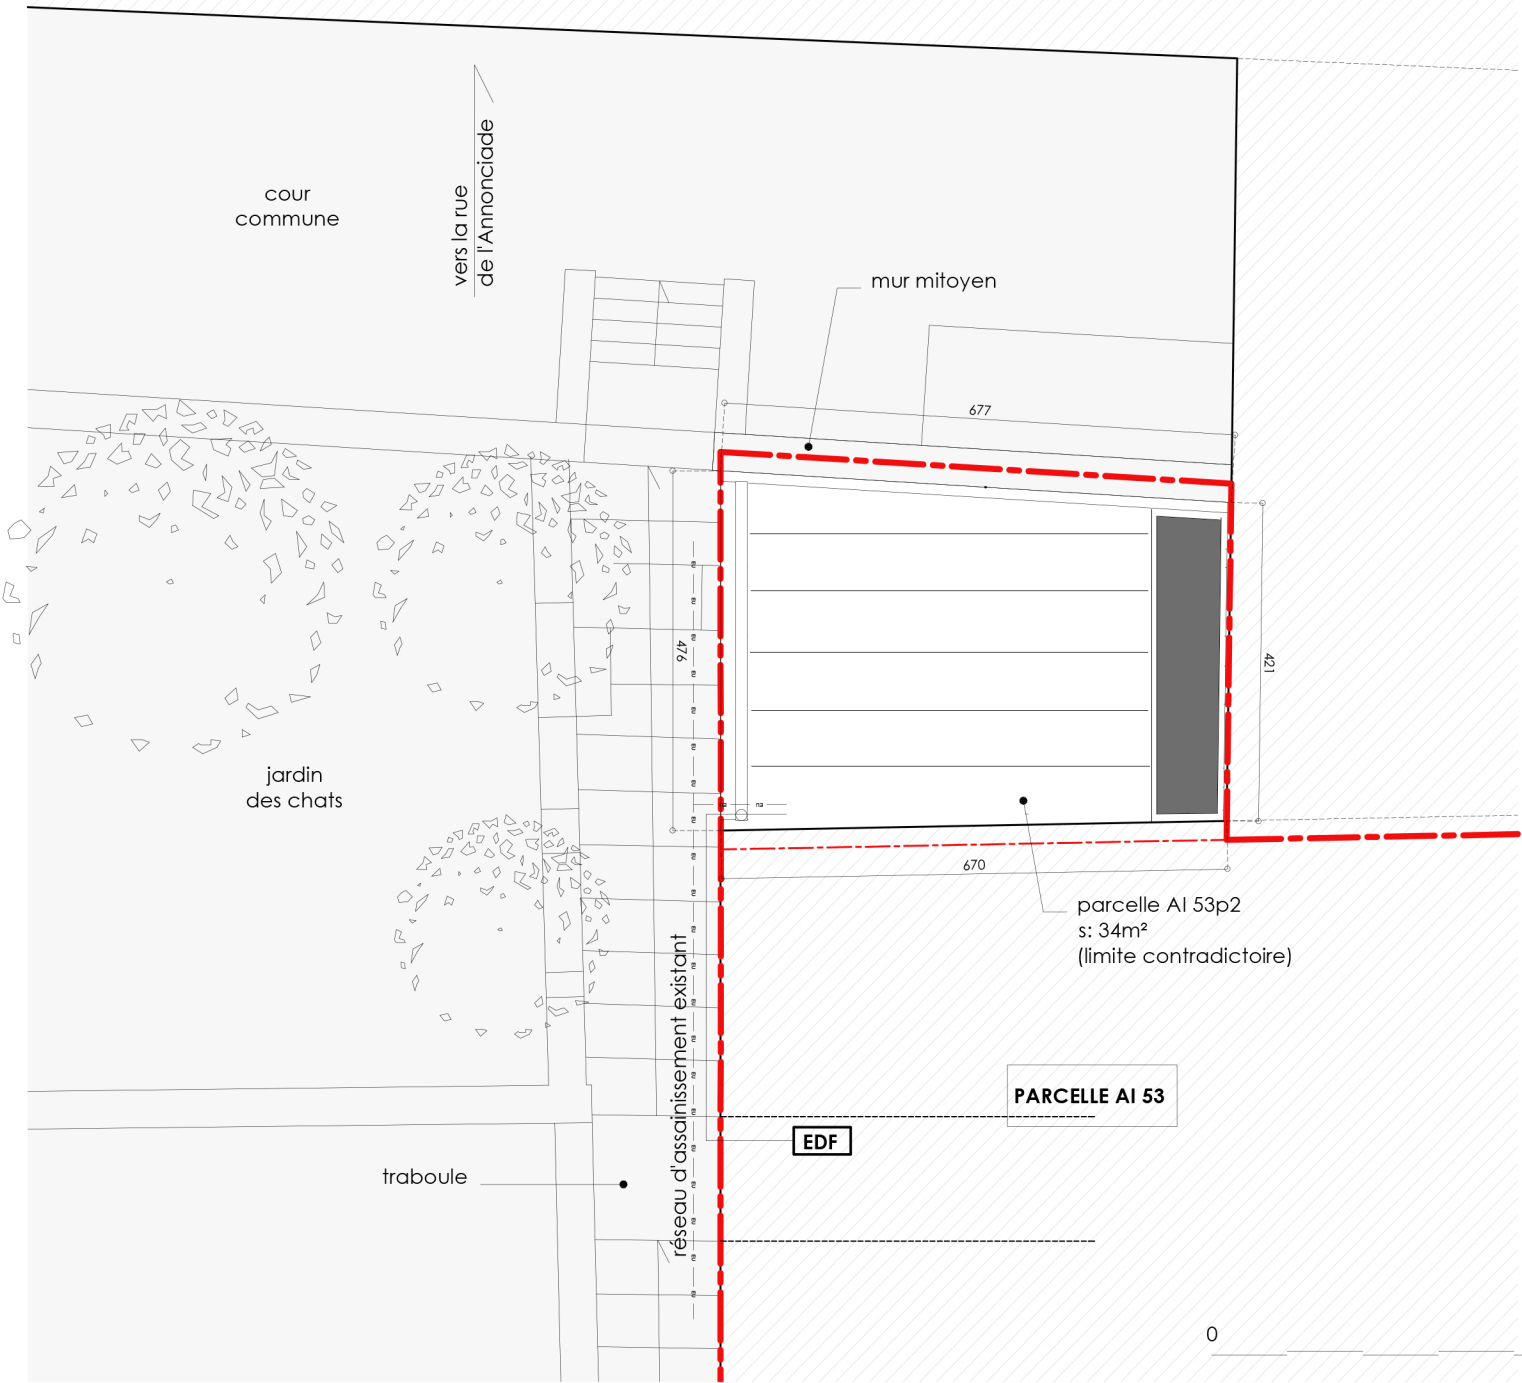 cour
commune
vers la rue
de l'Annonciade
mur mitoyen
677
476
421
jardin
des chats
670
parcelle AI 53p2
s: 34m²
(limite contradictoire)
réseau d'assainissement existant
PARCELLE AI 53
EDF
traboule
0